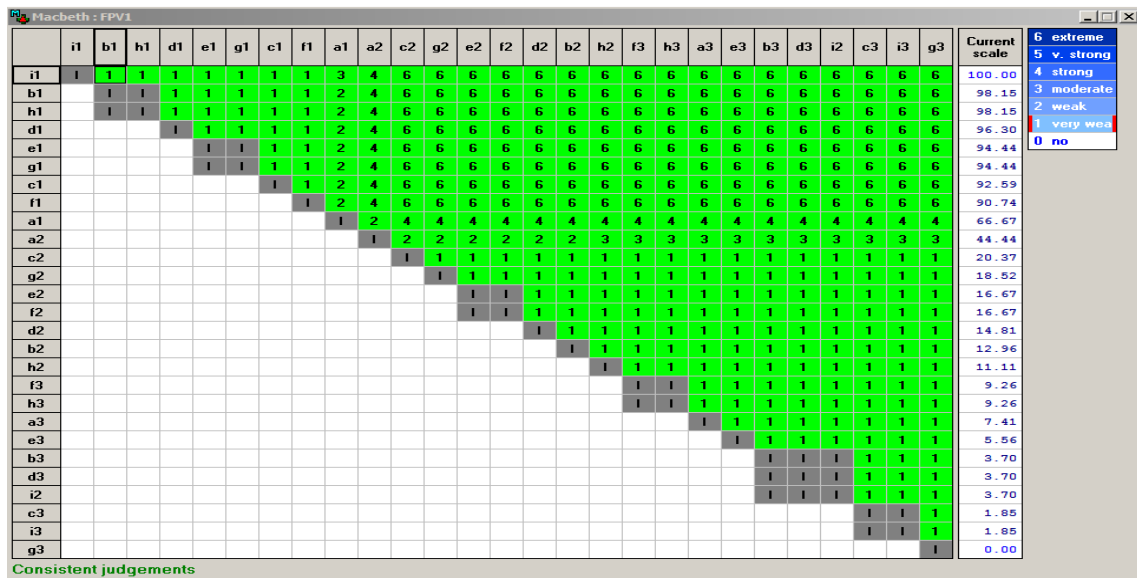 Macbeth : FPV1
i1 b1 h1 d1 e1 g1 c1 f1 a1 a2 c2 g2 e2 f2 d2 b2 h2 f3 h3 a3 e3 b3 d3 i2 c3 i3 g3 Current scale
i1 I 1 1 1 1 1 1 1 3 4 6 6 6 6 6 6 6 6 6 6 6 6 6 6 6 6 6 100.00
b1 I I 1 1 1 1 1 2 4 6 6 6 6 6 6 6 6 6 6 6 6 6 6 6 6 6 98.15
h1 I I 1 1 1 1 1 2 4 6 6 6 6 6 6 6 6 6 6 6 6 6 6 6 6 6 98.15
d1 I 1 1 1 1 2 4 6 6 6 6 6 6 6 6 6 6 6 6 6 6 6 6 6 96.30
e1 I I 1 1 2 4 6 6 6 6 6 6 6 6 6 6 6 6 6 6 6 6 6 94.44
g1 I I 1 1 2 4 6 6 6 6 6 6 6 6 6 6 6 6 6 6 6 6 6 94.44
c1 I 1 2 4 6 6 6 6 6 6 6 6 6 6 6 6 6 6 6 6 6 92.59
f1 I 2 4 6 6 6 6 6 6 6 6 6 6 6 6 6 6 6 6 6 90.74
a1 I 2 4 4 4 4 4 4 4 4 4 4 4 4 4 4 4 4 4 66.67
a2 I 2 2 2 2 2 2 3 3 3 3 3 3 3 3 3 3 3 44.44
c2 I 1 1 1 1 1 1 1 1 1 1 1 1 1 1 1 1 20.37
g2 I 1 1 1 1 1 1 1 1 1 1 1 1 1 1 1 18.52
e2 I I 1 1 1 1 1 1 1 1 1 1 1 1 1 16.67
f2 I I 1 1 1 1 1 1 1 1 1 1 1 1 1 16.67
d2 I 1 1 1 1 1 1 1 1 1 1 1 1 14.81
b2 I 1 1 1 1 1 1 1 1 1 1 1 12.96
h2 I 1 1 1 1 1 1 1 1 1 1 11.11
f3 I I 1 1 1 1 1 1 1 1 9.26
h3 I I 1 1 1 1 1 1 1 1 9.26
a3 I 1 1 1 1 1 1 1 7.41
e3 I 1 1 1 1 1 1 5.56
b3 I I I 1 1 1 3.70
d3 I I I 1 1 1 3.70
i2 I I I 1 1 1 3.70
c3 I I 1 1.85
i3 I I 1 1.85
g3 I 0.00
6 extreme
5 v. strong
4 strong
3 moderate
2 weak
1 very wea
0 no
Consistent judgements